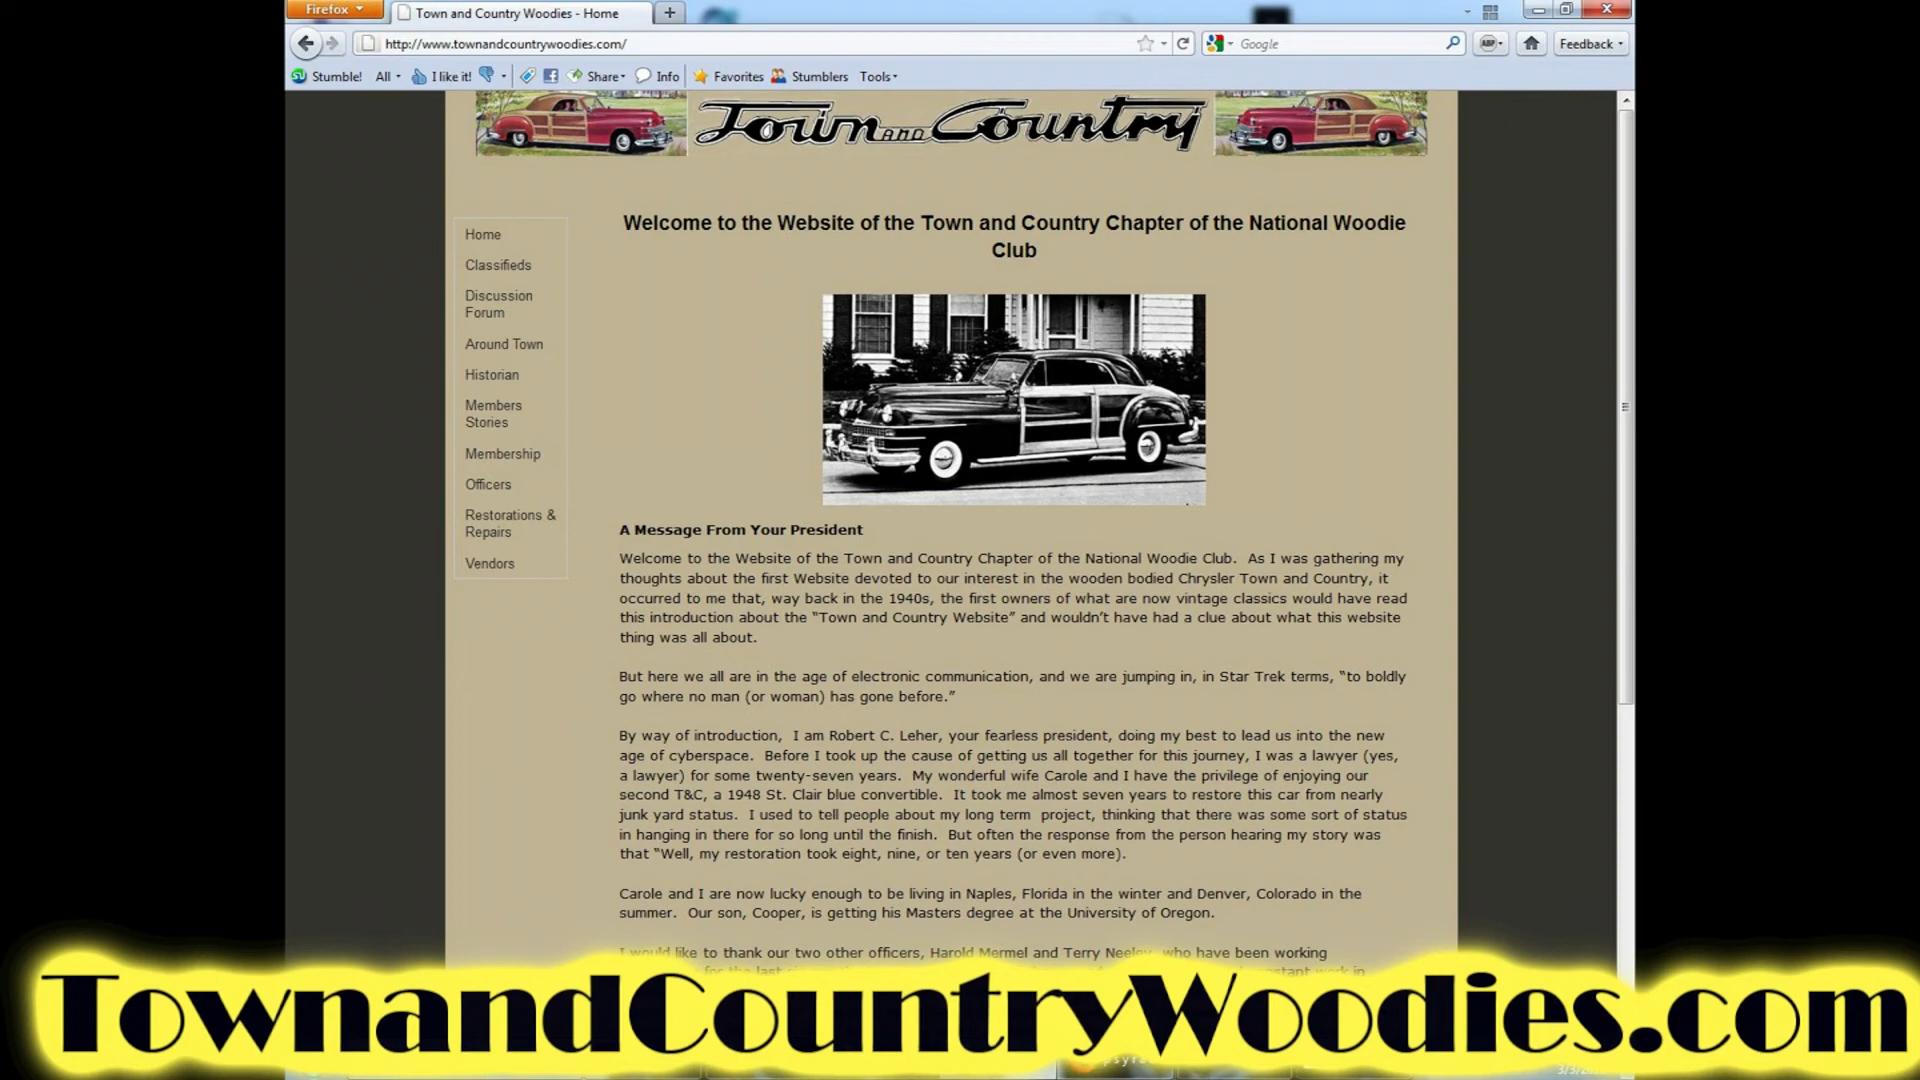 Firefox
Town and Country Woodies - Home
http://www.townandcountrywoodies.com/
Google
ABP
Feedback
Stumble!
All
I like it!
Share
Info
Favorites
Stumblers
Tools
Town AND Country
Home
Classifieds
Discussion
Forum
Around Town
Historian
Members
Stories
Membership
Officers
Restorations &
Repairs
Vendors
Welcome to the Website of the Town and Country Chapter of the National Woodie
Club
A Message From Your President
Welcome to the Website of the Town and Country Chapter of the National Woodie Club. As I was gathering my
thoughts about the first Website devoted to our interest in the wooden bodied Chrysler Town and Country, it
occurred to me that, way back in the 1940s, the first owners of what are now vintage classics would have read
this introduction about the “Town and Country Website” and wouldn’t have had a clue about what this website
thing was all about.
But here we all are in the age of electronic communication, and we are jumping in, in Star Trek terms, “to boldly
go where no man (or woman) has gone before.”
By way of introduction, I am Robert C. Leher, your fearless president, doing my best to lead us into the new
age of cyberspace. Before I took up the cause of getting us all together for this journey, I was a lawyer (yes,
a lawyer) for some twenty-seven years. My wonderful wife Carole and I have the privilege of enjoying our
second T&C, a 1948 St. Clair blue convertible. It took me almost seven years to restore this car from nearly
junk yard status. I used to tell people about my long term project, thinking that there was some sort of status
in hanging in there for so long until the finish. But often the response from the person hearing my story was
that “Well, my restoration took eight, nine, or ten years (or even more).
Carole and I are now lucky enough to be living in Naples, Florida in the winter and Denver, Colorado in the
summer. Our son, Cooper, is getting his Masters degree at the University of Oregon.
I would like to thank our two other officers, Harold Mermel and Terry Neeley, who have been working
for the last
TownandCountryWoodies.com